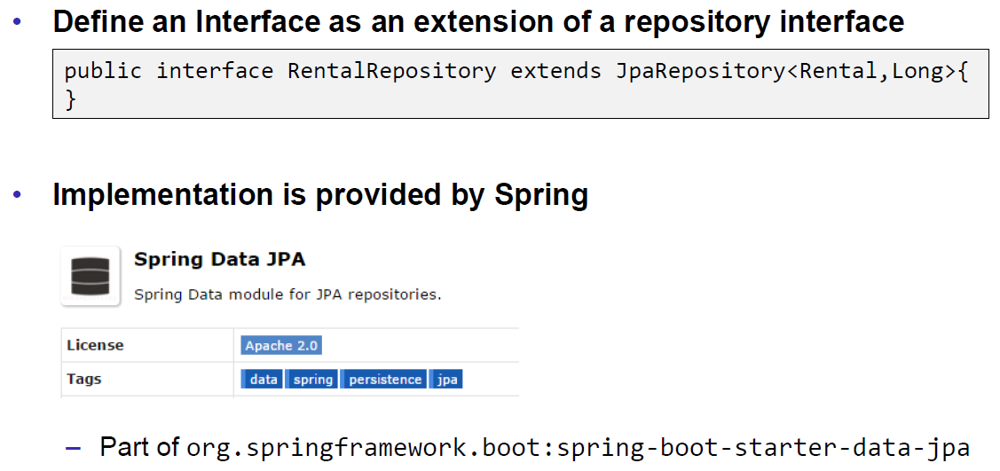 • Define an Interface as an extension of a repository interface
public interface RentalRepository extends JpaRepository<Rental,Long>{
}
• Implementation is provided by Spring
Spring Data JPA
Spring Data module for JPA repositories.
License Apache 2.0
Tags data spring persistence jpa
– Part of org.springframework.boot:spring-boot-starter-data-jpa